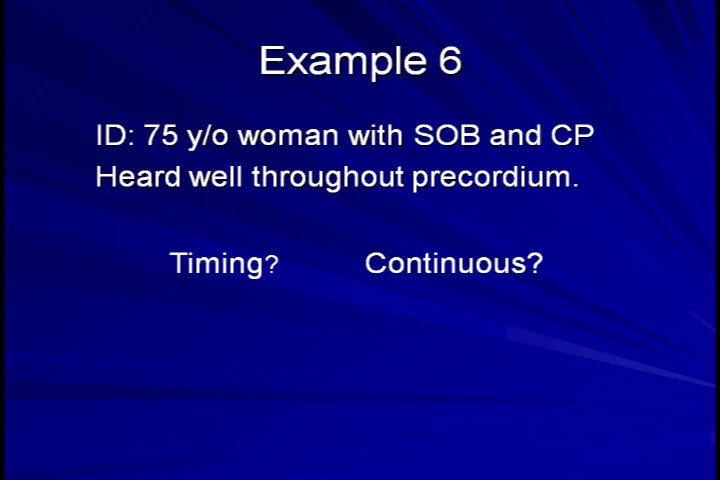 Example 6
ID: 75 y/o woman with SOB and CP
Heard well throughout precordium.
Timing? Continuous?